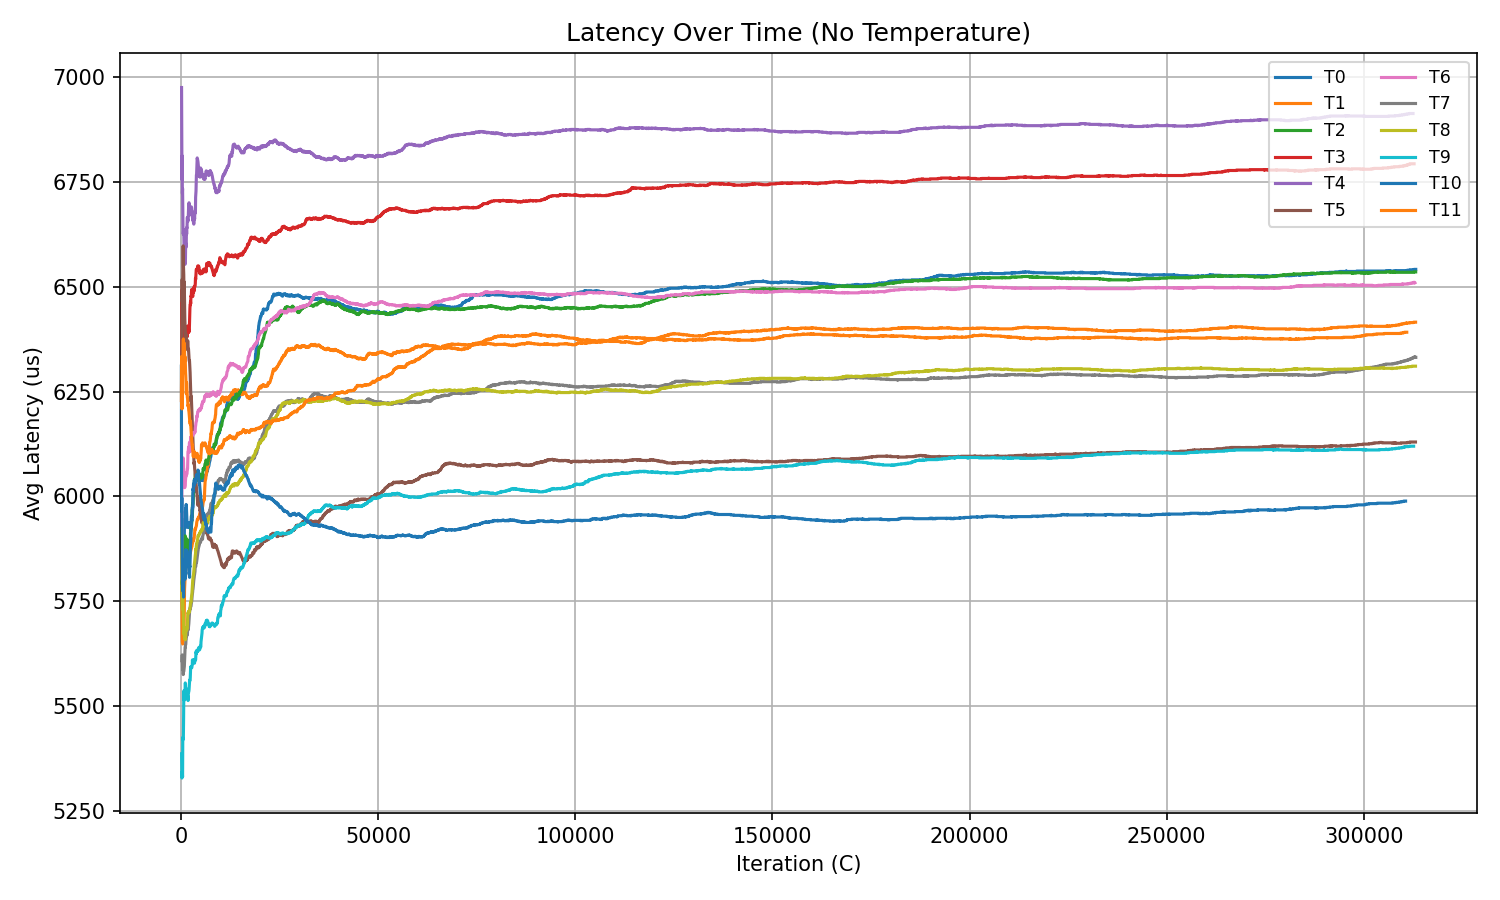 Latency Over Time (No Temperature)
7000
6750
6500
6250
6000
5750
5500
5250
Avg Latency (us)
0
50000
100000
150000
200000
250000
300000
Iteration (C)
T0
T1
T2
T3
T4
T5
T6
T7
T8
T9
T10
T11